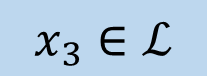 𝑥₃ ∈ ℒ